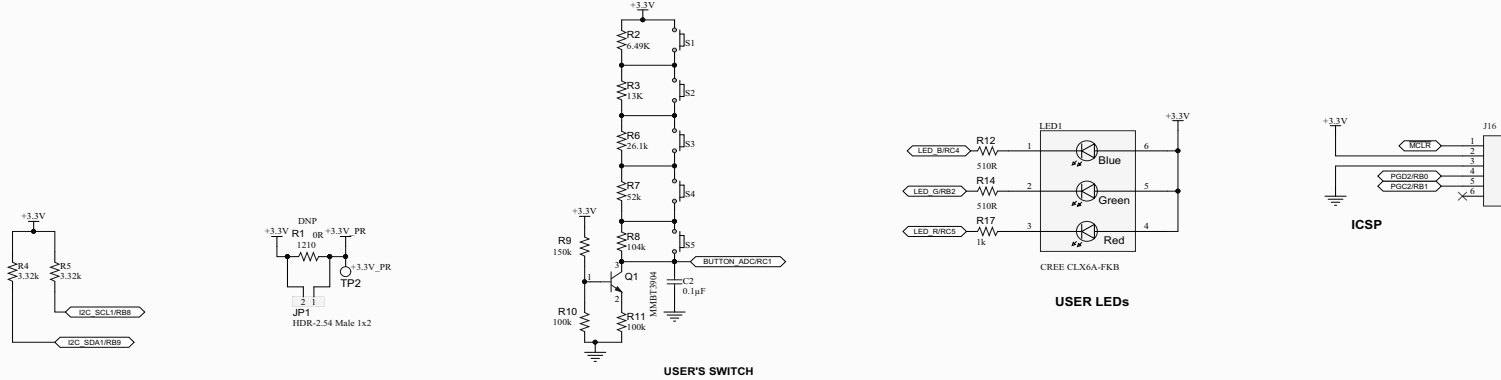 +3.3V
R4
3.32k
R5
3.32k
I2C_SCL1/RB8
I2C_SDA1/RB9
DNP
+3.3V
R1
0R
+3.3V_PR
1210
+3.3V_PR
TP2
2
1
JP1
HDR-2.54 Male 1x2
+3.3V
R2
6.49K
S1
R3
13K
S2
R6
26.1k
S3
R7
52k
S4
R8
104k
S5
+3.3V
R9
150k
BUTTON_ADC/RC1
3
1
Q1
2
MMBT3904
C2
0.1µF
R10
100k
R11
100k
USER'S SWITCH
LED1
+3.3V
LED_B/RC4
R12
510R
1
Blue
6
LED_G/RB2
R14
510R
2
Green
5
LED_R/RC5
R17
1k
3
Red
4
CREE CLX6A-FKB
USER LEDs
+3.3V
J16
MCLR
1
2
3
PGD2/RB0
4
PGC2/RB1
5
6
ICSP